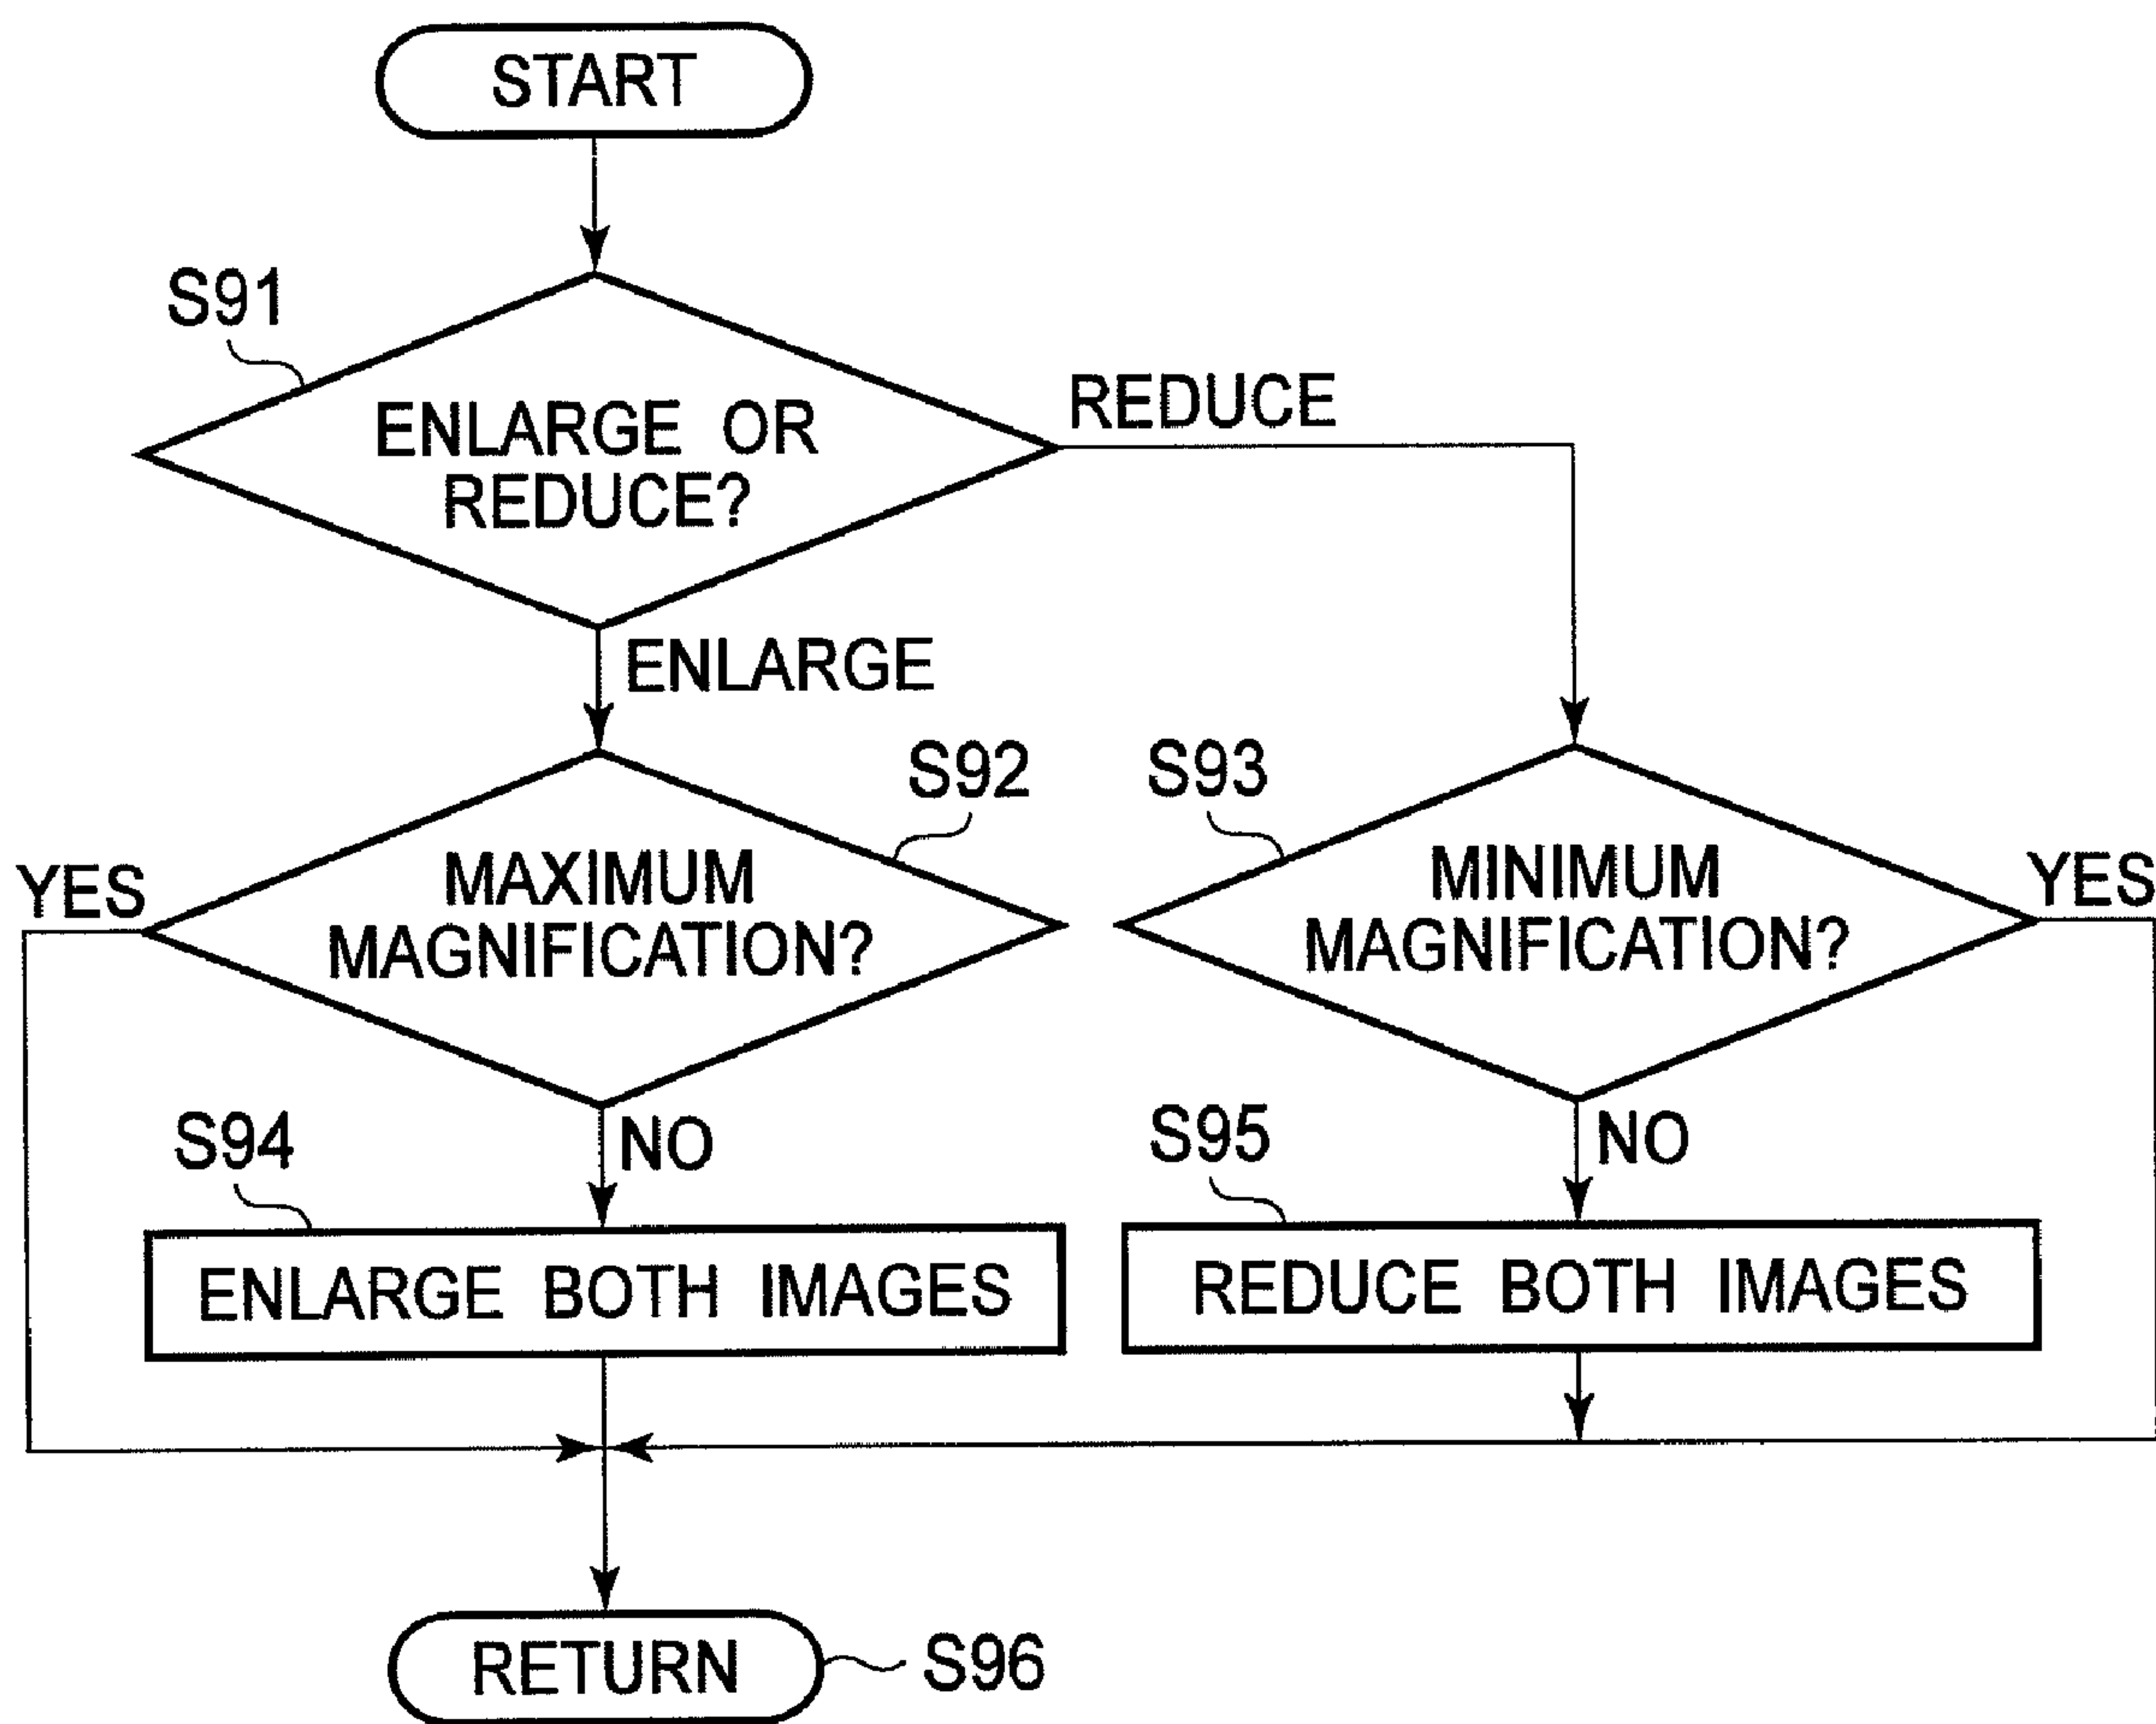 START
S91
ENLARGE OR
REDUCE?
REDUCE
ENLARGE
S92
S93
YES
MAXIMUM
MAGNIFICATION?
MINIMUM
MAGNIFICATION?
YES
S94
NO
S95
NO
ENLARGE BOTH IMAGES
REDUCE BOTH IMAGES
RETURN
S96